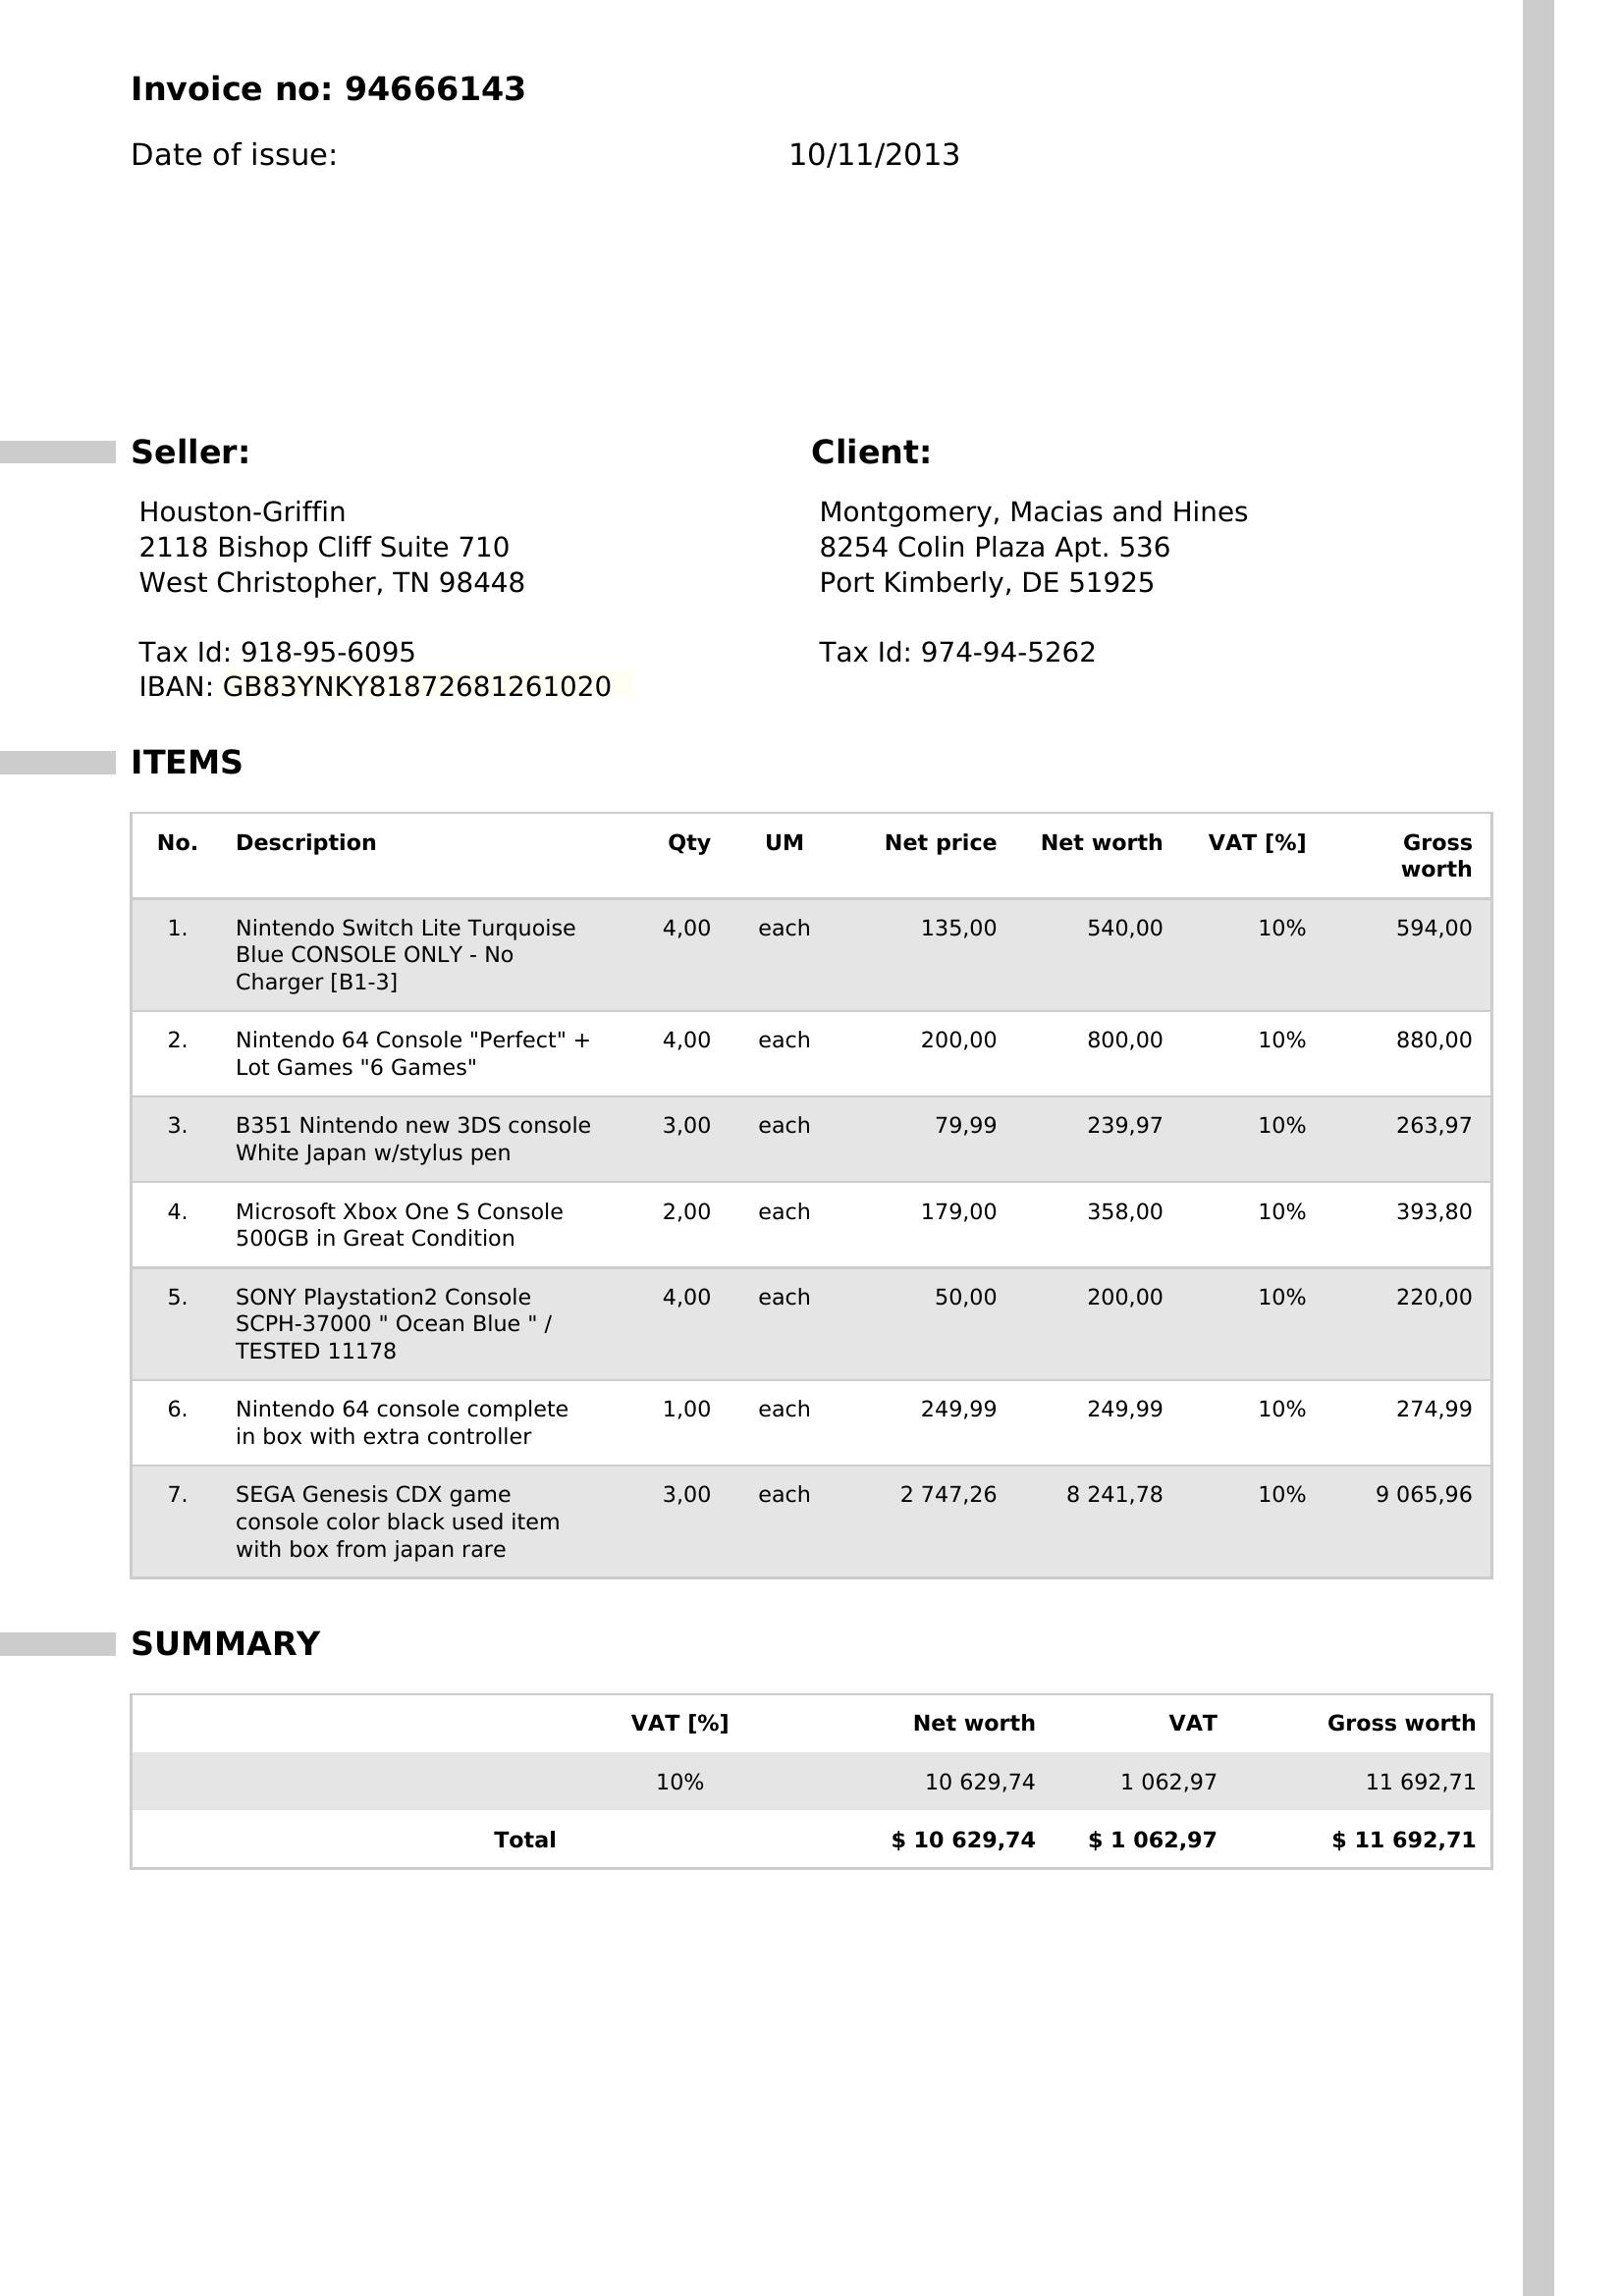 Invoice no: 94666143
Date of issue: 10/11/2013
Seller: Client:
Houston-Griffin Montgomery, Macias and Hines
2118 Bishop Cliff Suite 710 8254 Colin Plaza Apt. 536
West Christopher, TN 98448 Port Kimberly, DE 51925
Tax Id: 918-95-6095 Tax Id: 974-94-5262
IBAN: GB83YNKY81872681261020
ITEMS
No. Description Qty UM Net price Net worth VAT [%] Gross
worth
1. Nintendo Switch Lite Turquoise 4,00 each 135,00 540,00 10% 594,00
Blue CONSOLE ONLY - No
Charger [B1-3]
2. Nintendo 64 Console "Perfect" + 4,00 each 200,00 800,00 10% 880,00
Lot Games "6 Games"
3. B351 Nintendo new 3DS console 3,00 each 79,99 239,97 10% 263,97
White Japan w/stylus pen
4. Microsoft Xbox One S Console 2,00 each 179,00 358,00 10% 393,80
500GB in Great Condition
5. SONY Playstation2 Console 4,00 each 50,00 200,00 10% 220,00
SCPH-37000 " Ocean Blue " /
TESTED 11178
6. Nintendo 64 console complete 1,00 each 249,99 249,99 10% 274,99
in box with extra controller
7. SEGA Genesis CDX game 3,00 each 2 747,26 8 241,78 10% 9 065,96
console color black used item
with box from japan rare
SUMMARY
VAT [%] Net worth VAT Gross worth
10% 10 629,74 1 062,97 11 692,71
Total $ 10 629,74 $ 1 062,97 $ 11 692,71